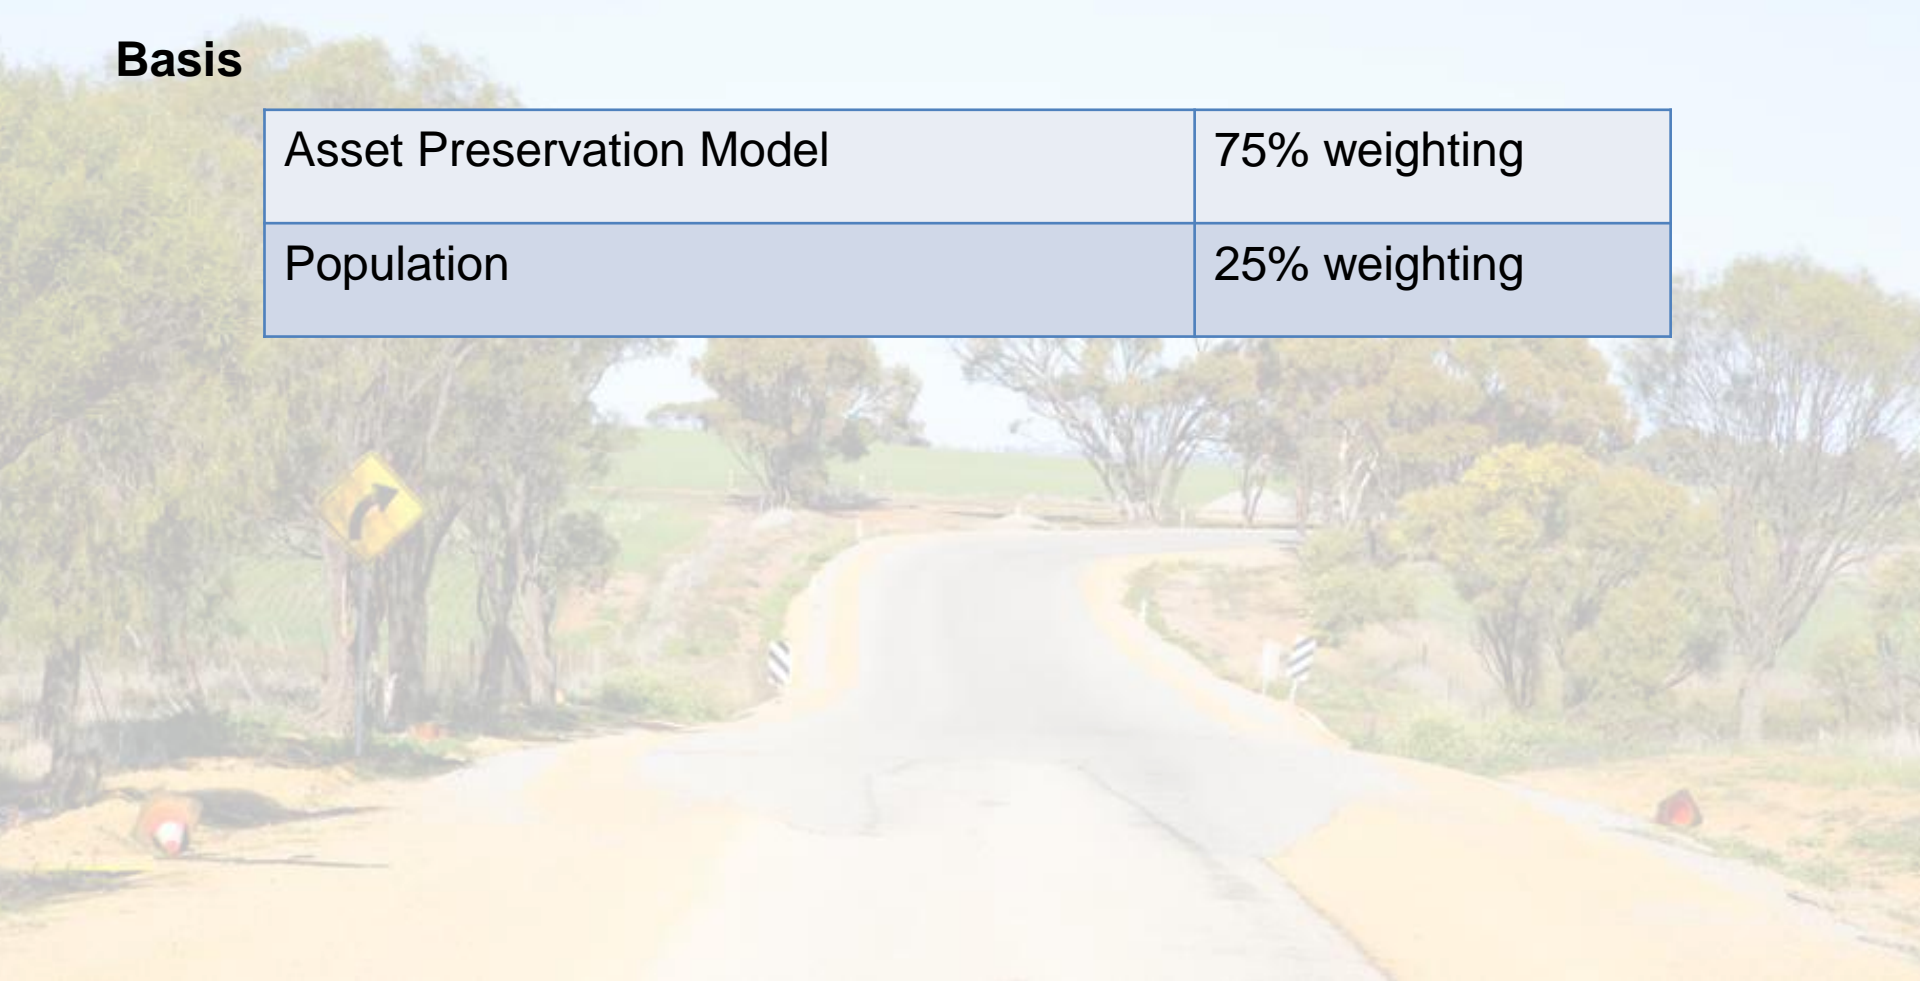 Basis
Asset Preservation Model 75% weighting
Population 25% weighting